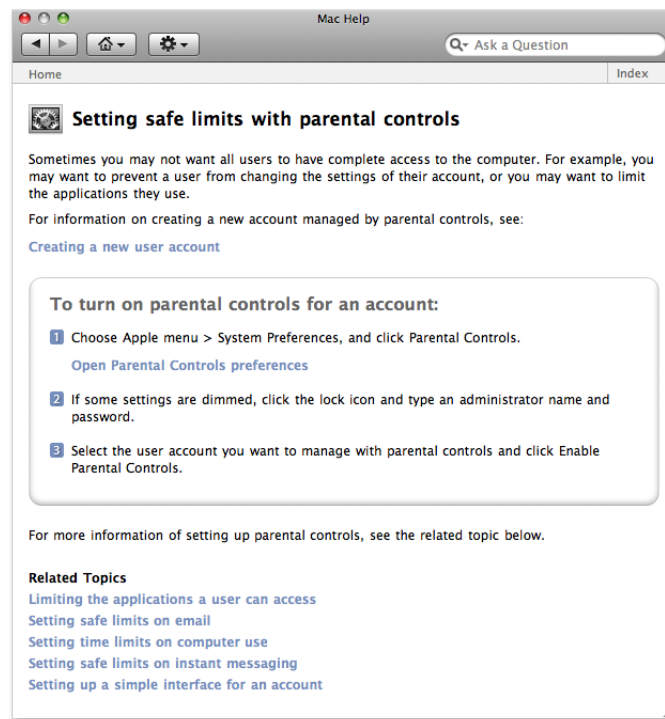 Mac Help
Ask a Question
Home
Index
Setting safe limits with parental controls
Sometimes you may not want all users to have complete access to the computer. For example, you
may want to prevent a user from changing the settings of their account, or you may want to limit
the applications they use.
For information on creating a new account managed by parental controls, see:
Creating a new user account
To turn on parental controls for an account:
1 Choose Apple menu > System Preferences, and click Parental Controls.
Open Parental Controls preferences
2 If some settings are dimmed, click the lock icon and type an administrator name and
password.
3 Select the user account you want to manage with parental controls and click Enable
Parental Controls.
For more information of setting up parental controls, see the related topic below.
Related Topics
Limiting the applications a user can access
Setting safe limits on email
Setting time limits on computer use
Setting safe limits on instant messaging
Setting up a simple interface for an account